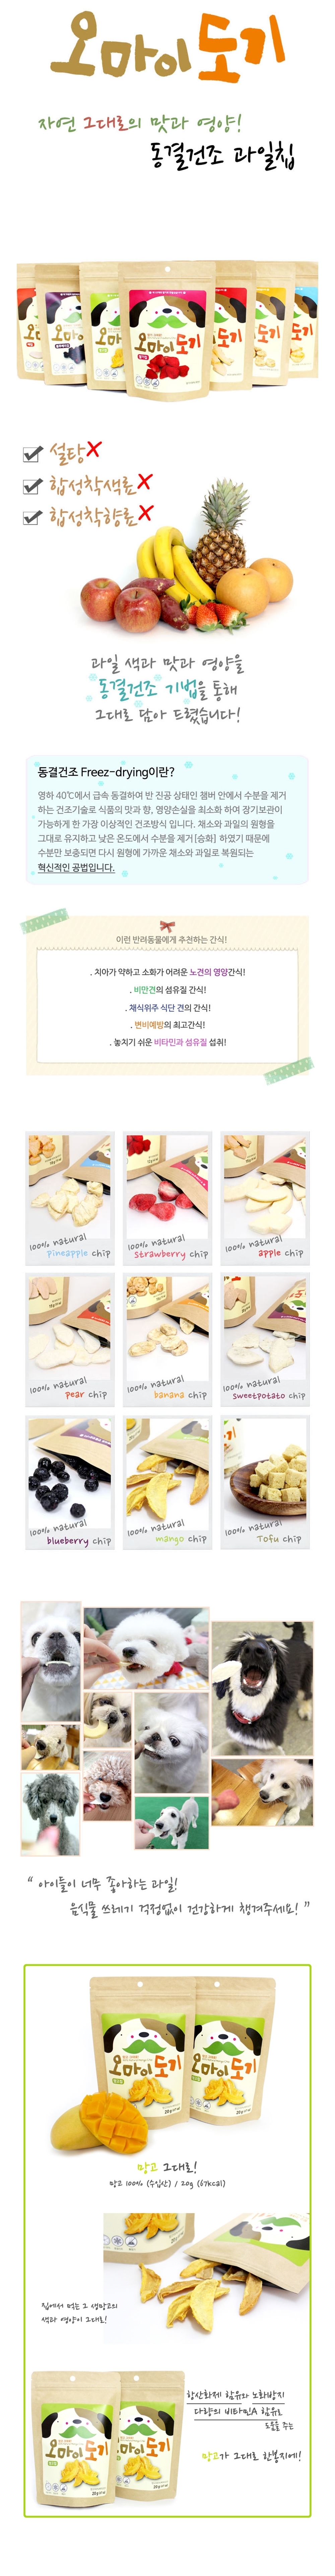 오마이도기
자연 그대로의 맛과 영양!
동결건조 과일칩
오마이도기
설탕X
합성착색료X
합성착향료X
과일 색과 맛과 영양을
동결건조 기법을 통해
그대로 담아 드렸습니다!
동결건조 Freez-drying이란?
영하 40℃에서 급속 동결하여 반 진공 상태인 챔버 안에서 수분을 제거
하는 건조기술로 식품의 맛과 향, 영양손실을 최소화 하여 장기보관이
가능하게 한 가장 이상적인 건조방식 입니다. 채소와 과일의 원형을
그대로 유지하고 낮은 온도에서 수분을 제거[승화] 하였기 때문에
수분만 보충되면 다시 원형에 가까운 채소와 과일로 복원되는
혁신적인 공법입니다.
이런 반려동물에게 추천하는 간식!
. 치아가 약하고 소화가 어려운 노견의 영양간식!
. 비만견의 섬유질 간식!
. 채식위주 식단 견의 간식!
. 변비예방의 최고간식!
. 놓치기 쉬운 비타민과 섬유질 섭취!
100% natural
pineapple chip
100% natural
strawberry chip
100% natural
apple chip
100% natural
pear chip
100% natural
banana chip
100% natural
sweetpotato chip
100% natural
blueberry chip
100% natural
mango chip
100% natural
Tofu chip
“ 아이들이 너무 좋아하는 과일!
음식물 쓰레기 걱정없이 건강하게 챙겨주세요! ”
오마이도기
20g
망고 그대로!
망고 100% (수입산) / 20g (67kcal)
집에서 먹는 그 생망고의
색과 영양이 그대로!
오마이도기
20g
항산화제 함유와 노화방지
다량의 비타민A 함유로
도움을 주는
망고가 그대로 한봉지에!